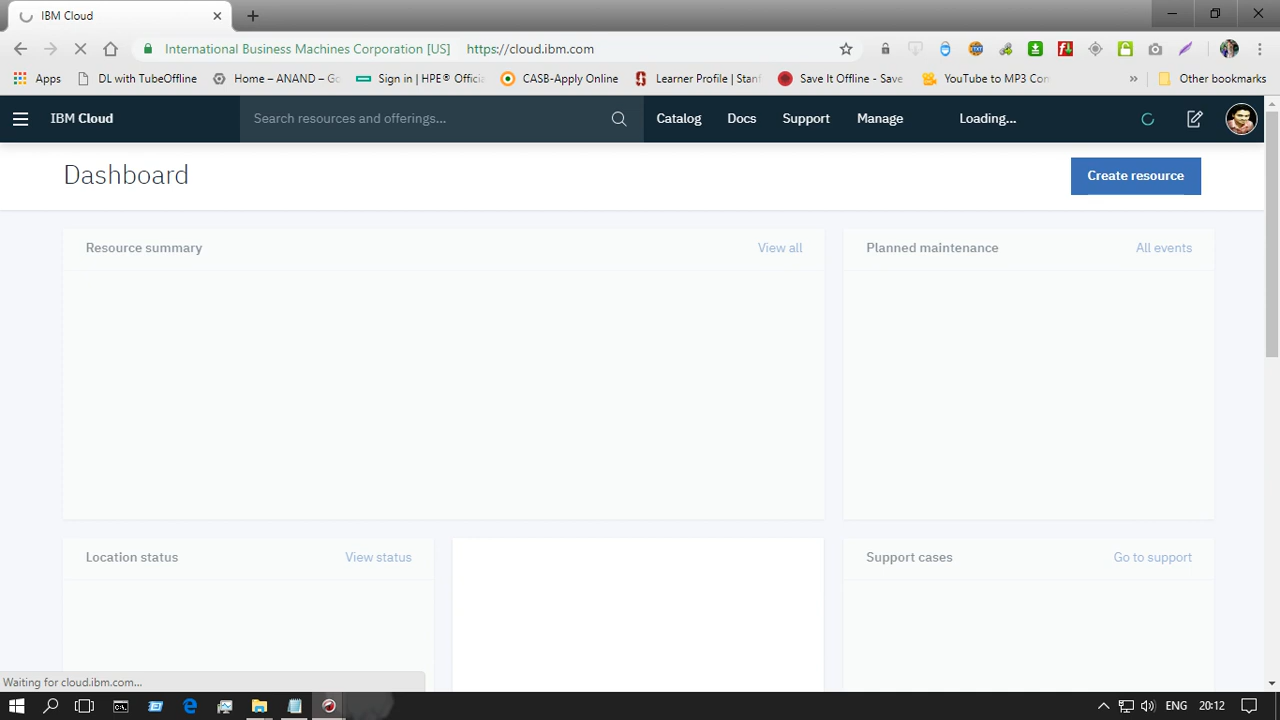 IBM Cloud
International Business Machines Corporation [US] https://cloud.ibm.com
Apps DL with TubeOffline Home – ANAND – Go Sign in | HPE® Offici CASB-Apply Online Learner Profile | Stanf Save It Offline - Save YouTube to MP3 Con » Other bookmarks
IBM Cloud Search resources and offerings... Catalog Docs Support Manage Loading...
Dashboard Create resource
Resource summary View all Planned maintenance All events
Location status View status Support cases Go to support
Waiting for cloud.ibm.com...
ENG 20:12